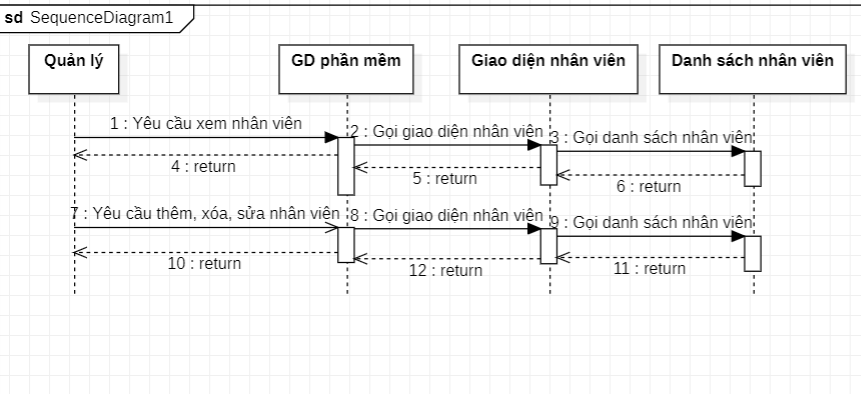 sd SequenceDiagram1
Quản lý
GD phần mềm
Giao diện nhân viên
Danh sách nhân viên
1 : Yêu cầu xem nhân viên
2 : Gọi giao diện nhân viên
3 : Gọi danh sách nhân viên
4 : return
5 : return
6 : return
7 : Yêu cầu thêm, xóa, sửa nhân viên
8 : Gọi giao diện nhân viên
9 : Gọi danh sách nhân viên
10 : return
12 : return
11 : return